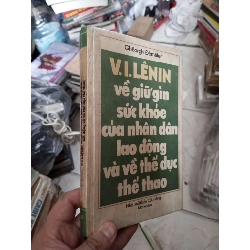 V.I.LÊNIN
về giữ gìn
sức khỏe
của nhân dân
lao động
và về thể dục
thể thao